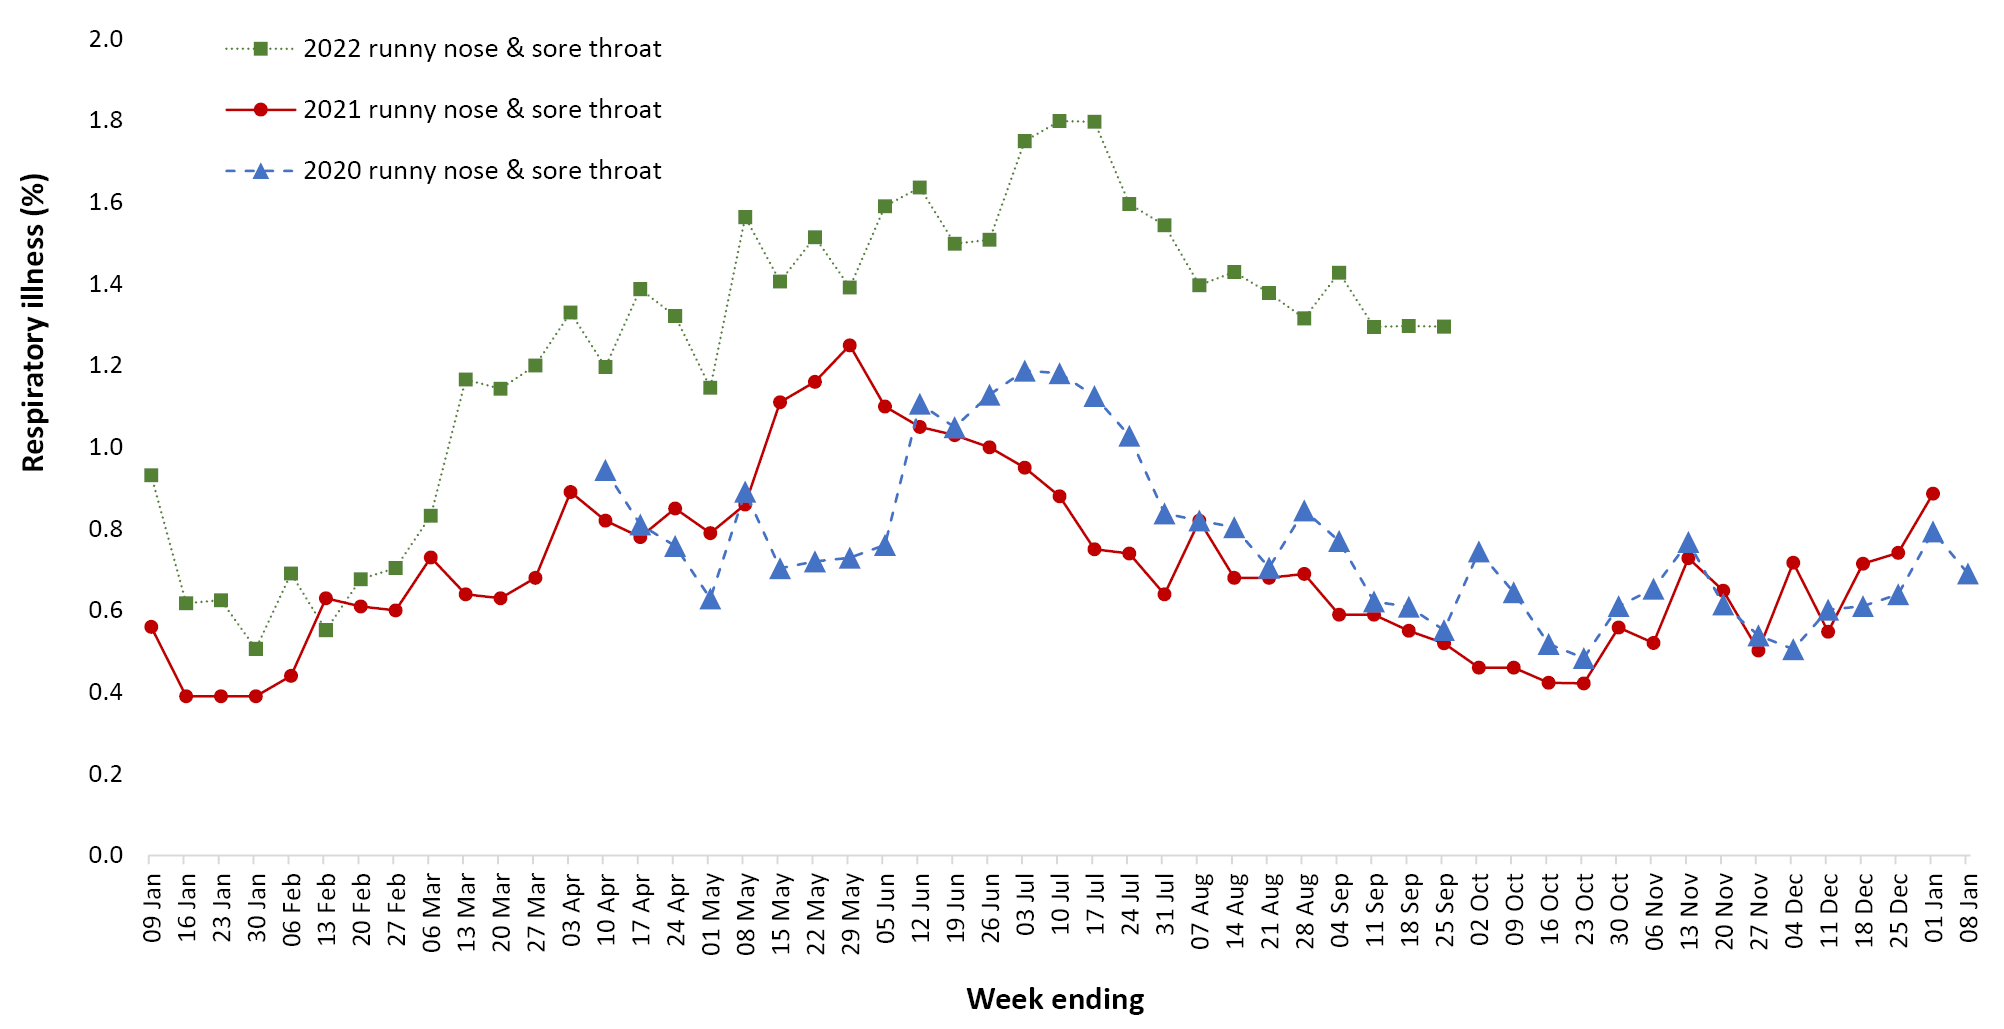 2022 runny nose & sore throat
2021 runny nose & sore throat
2020 runny nose & sore throat
Respiratory illness (%)
2.0
1.8
1.6
1.4
1.2
1.0
0.8
0.6
0.4
0.2
0.0
09 Jan
16 Jan
23 Jan
30 Jan
06 Feb
13 Feb
20 Feb
27 Feb
06 Mar
13 Mar
20 Mar
27 Mar
03 Apr
10 Apr
17 Apr
24 Apr
01 May
08 May
15 May
22 May
29 May
05 Jun
12 Jun
19 Jun
26 Jun
03 Jul
10 Jul
17 Jul
24 Jul
31 Jul
07 Aug
14 Aug
21 Aug
28 Aug
04 Sep
11 Sep
18 Sep
25 Sep
02 Oct
09 Oct
16 Oct
23 Oct
30 Oct
06 Nov
13 Nov
20 Nov
27 Nov
04 Dec
11 Dec
18 Dec
25 Dec
01 Jan
08 Jan
Week ending